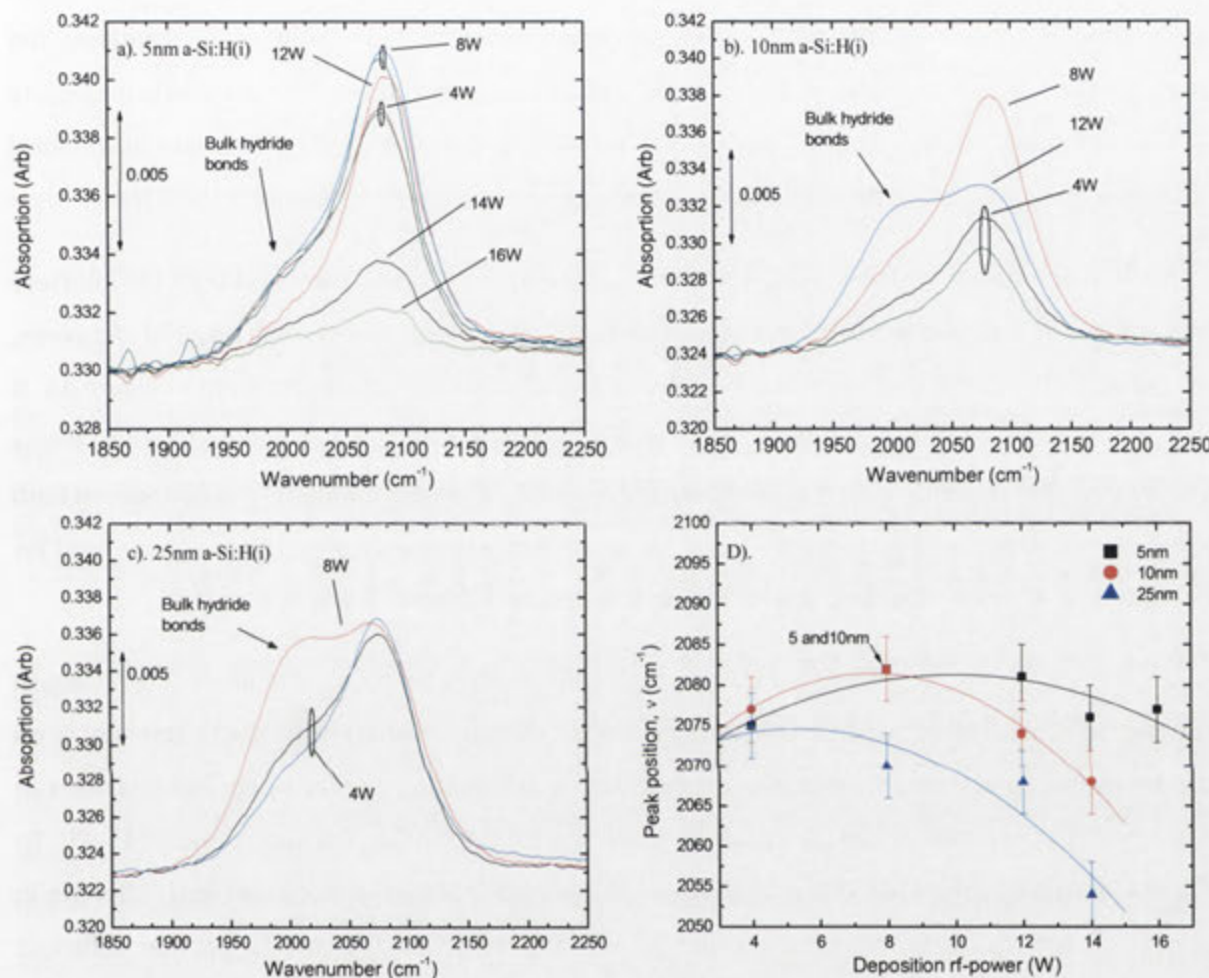 a). 5nm a-Si:H(i)
8W
12W
4W
Bulk hydride
bonds
0.005
14W
16W
0.342
0.340
0.338
0.336
0.334
0.332
0.330
0.328
Absoprtion (Arb)
1850 1900 1950 2000 2050 2100 2150 2200 2250
Wavenumber (cm-1)
b). 10nm a-Si:H(i)
8W
Bulk hydride
bonds
12W
4W
0.005
0.342
0.340
0.338
0.336
0.334
0.332
0.330
0.328
0.326
0.324
0.322
0.320
Absoprtion (Arb)
1850 1900 1950 2000 2050 2100 2150 2200 2250
Wavenumber (cm-1)
c). 25nm a-Si:H(i)
8W
Bulk hydride
bonds
0.005
4W
0.342
0.340
0.338
0.336
0.334
0.332
0.330
0.328
0.326
0.324
0.322
0.320
Absoprtion (Arb)
1850 1900 1950 2000 2050 2100 2150 2200 2250
Wavenumber (cm-1)
D).
5nm
10nm
25nm
5 and10nm
2100
2095
2090
2085
2080
2075
2070
2065
2060
2055
2050
Peak position, ν (cm-1)
4 6 8 10 12 14 16
Deposition rf-power (W)